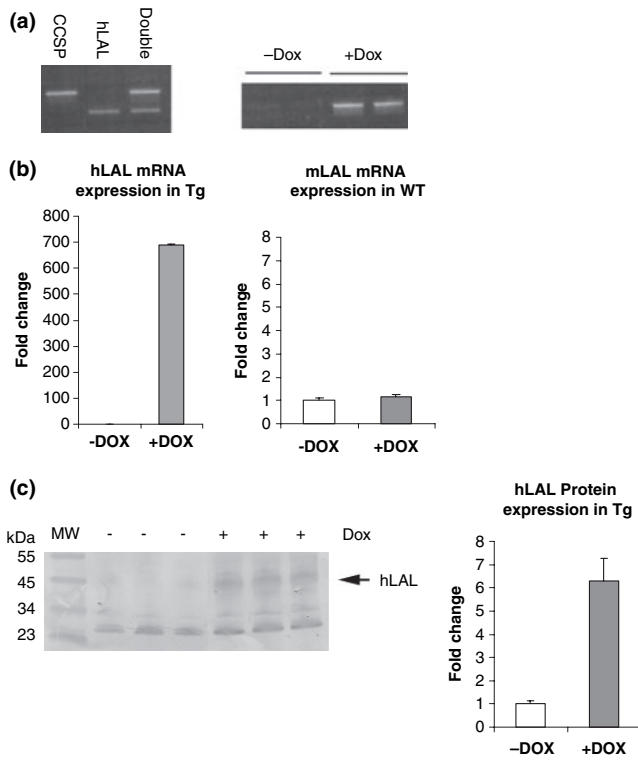 (a)
CCSP
hLAL
Double
–Dox
+Dox
(b)
hLAL mRNA
expression in Tg
Fold change
800
700
600
500
400
300
200
100
0
-DOX
+DOX
mLAL mRNA
expression in WT
Fold change
8
7
6
5
4
3
2
1
0
-DOX
+DOX
(c)
kDa
MW
-
-
-
+
+
+
Dox
55
45
34
23
hLAL
hLAL Protein
expression in Tg
Fold change
8
7
6
5
4
3
2
1
0
–DOX
+DOX